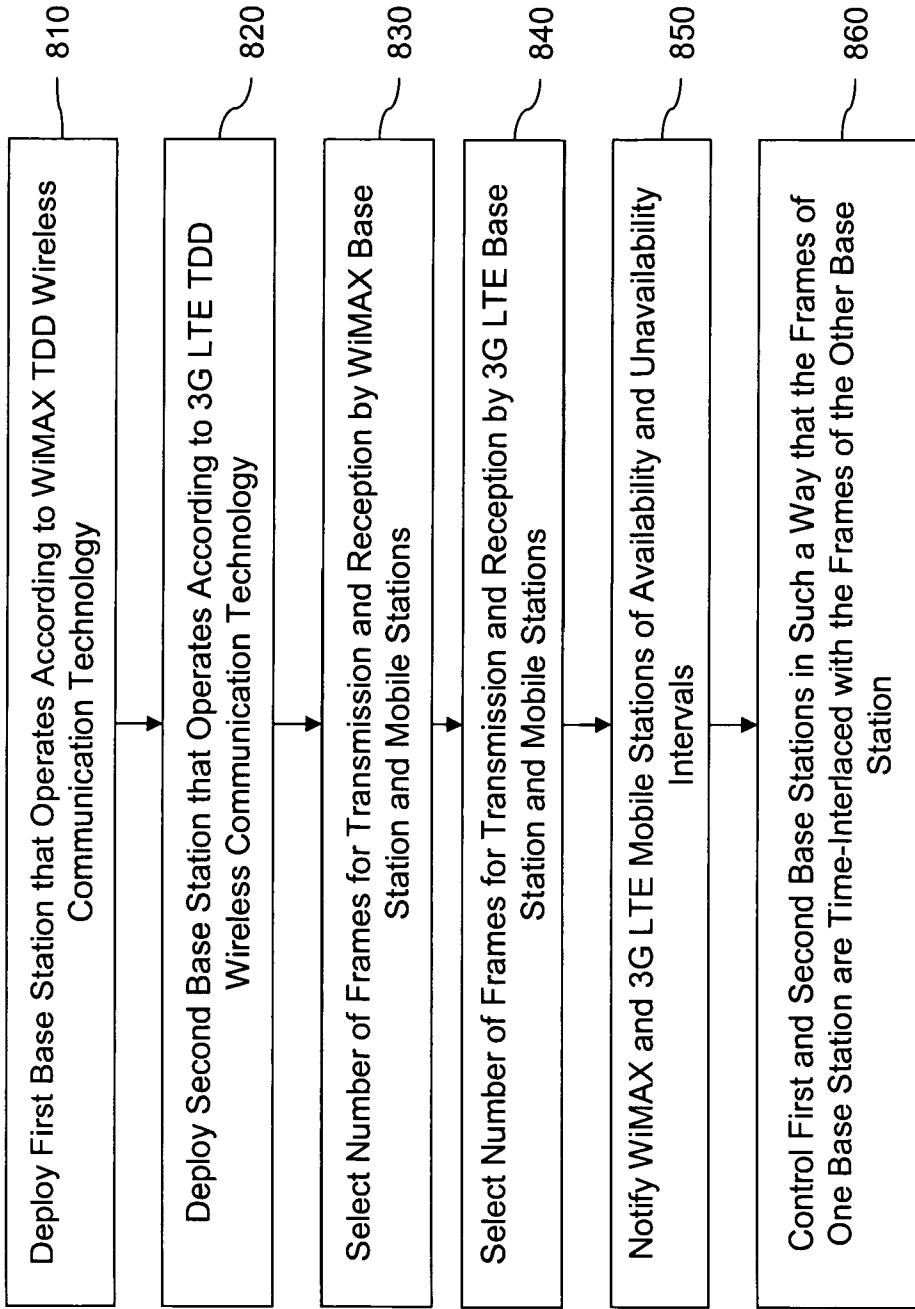 Deploy First Base Station that Operates According to WiMAX TDD Wireless
Communication Technology
810
Deploy Second Base Station that Operates According to 3G LTE TDD
Wireless Communication Technology
820
Select Number of Frames for Transmission and Reception by WiMAX Base
Station and Mobile Stations
830
Select Number of Frames for Transmission and Reception by 3G LTE Base
Station and Mobile Stations
840
Notify WiMAX and 3G LTE Mobile Stations of Availability and Unavailability
Intervals
850
Control First and Second Base Stations in Such a Way that the Frames of
One Base Station are Time-Interlaced with the Frames of the Other Base
Station
860